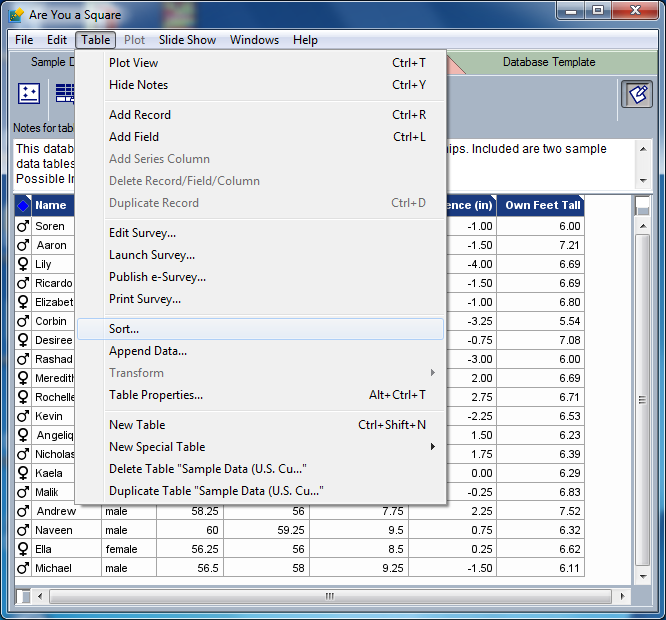 Are You a Square
File Edit Table Plot Slide Show Windows Help
Sample D
Database Template
Plot View Ctrl+T
Hide Notes Ctrl+Y
Add Record Ctrl+R
Add Field Ctrl+L
Add Series Column
Delete Record/Field/Column
Duplicate Record Ctrl+D
Edit Survey...
Launch Survey...
Publish e-Survey...
Print Survey...
Sort...
Append Data...
Transform
Table Properties... Alt+Ctrl+T
New Table Ctrl+Shift+N
New Special Table
Delete Table "Sample Data (U.S. Cu..."
Duplicate Table "Sample Data (U.S. Cu..."
Notes for tabl
This datab hips. Included are two sample
data tables
Possible In
Name ence (in) Own Feet Tall
Soren -1.00 6.00
Aaron -1.50 7.21
Lily -4.00 6.69
Ricardo -1.50 6.69
Elizabet -1.00 6.80
Corbin -3.25 5.54
Desiree -0.75 7.08
Rashad -3.00 6.00
Meredith 2.00 6.69
Rochelle 2.75 6.71
Kevin -2.25 6.53
Angeliq 1.50 6.23
Nicholas 1.75 6.39
Kaela 0.00 6.29
Malik -0.25 6.83
Andrew male 58.25 56 7.75 2.25 7.52
Naveen male 60 59.25 9.5 0.75 6.32
Ella female 56.25 56 8.5 0.25 6.62
Michael male 56.5 58 9.25 -1.50 6.11